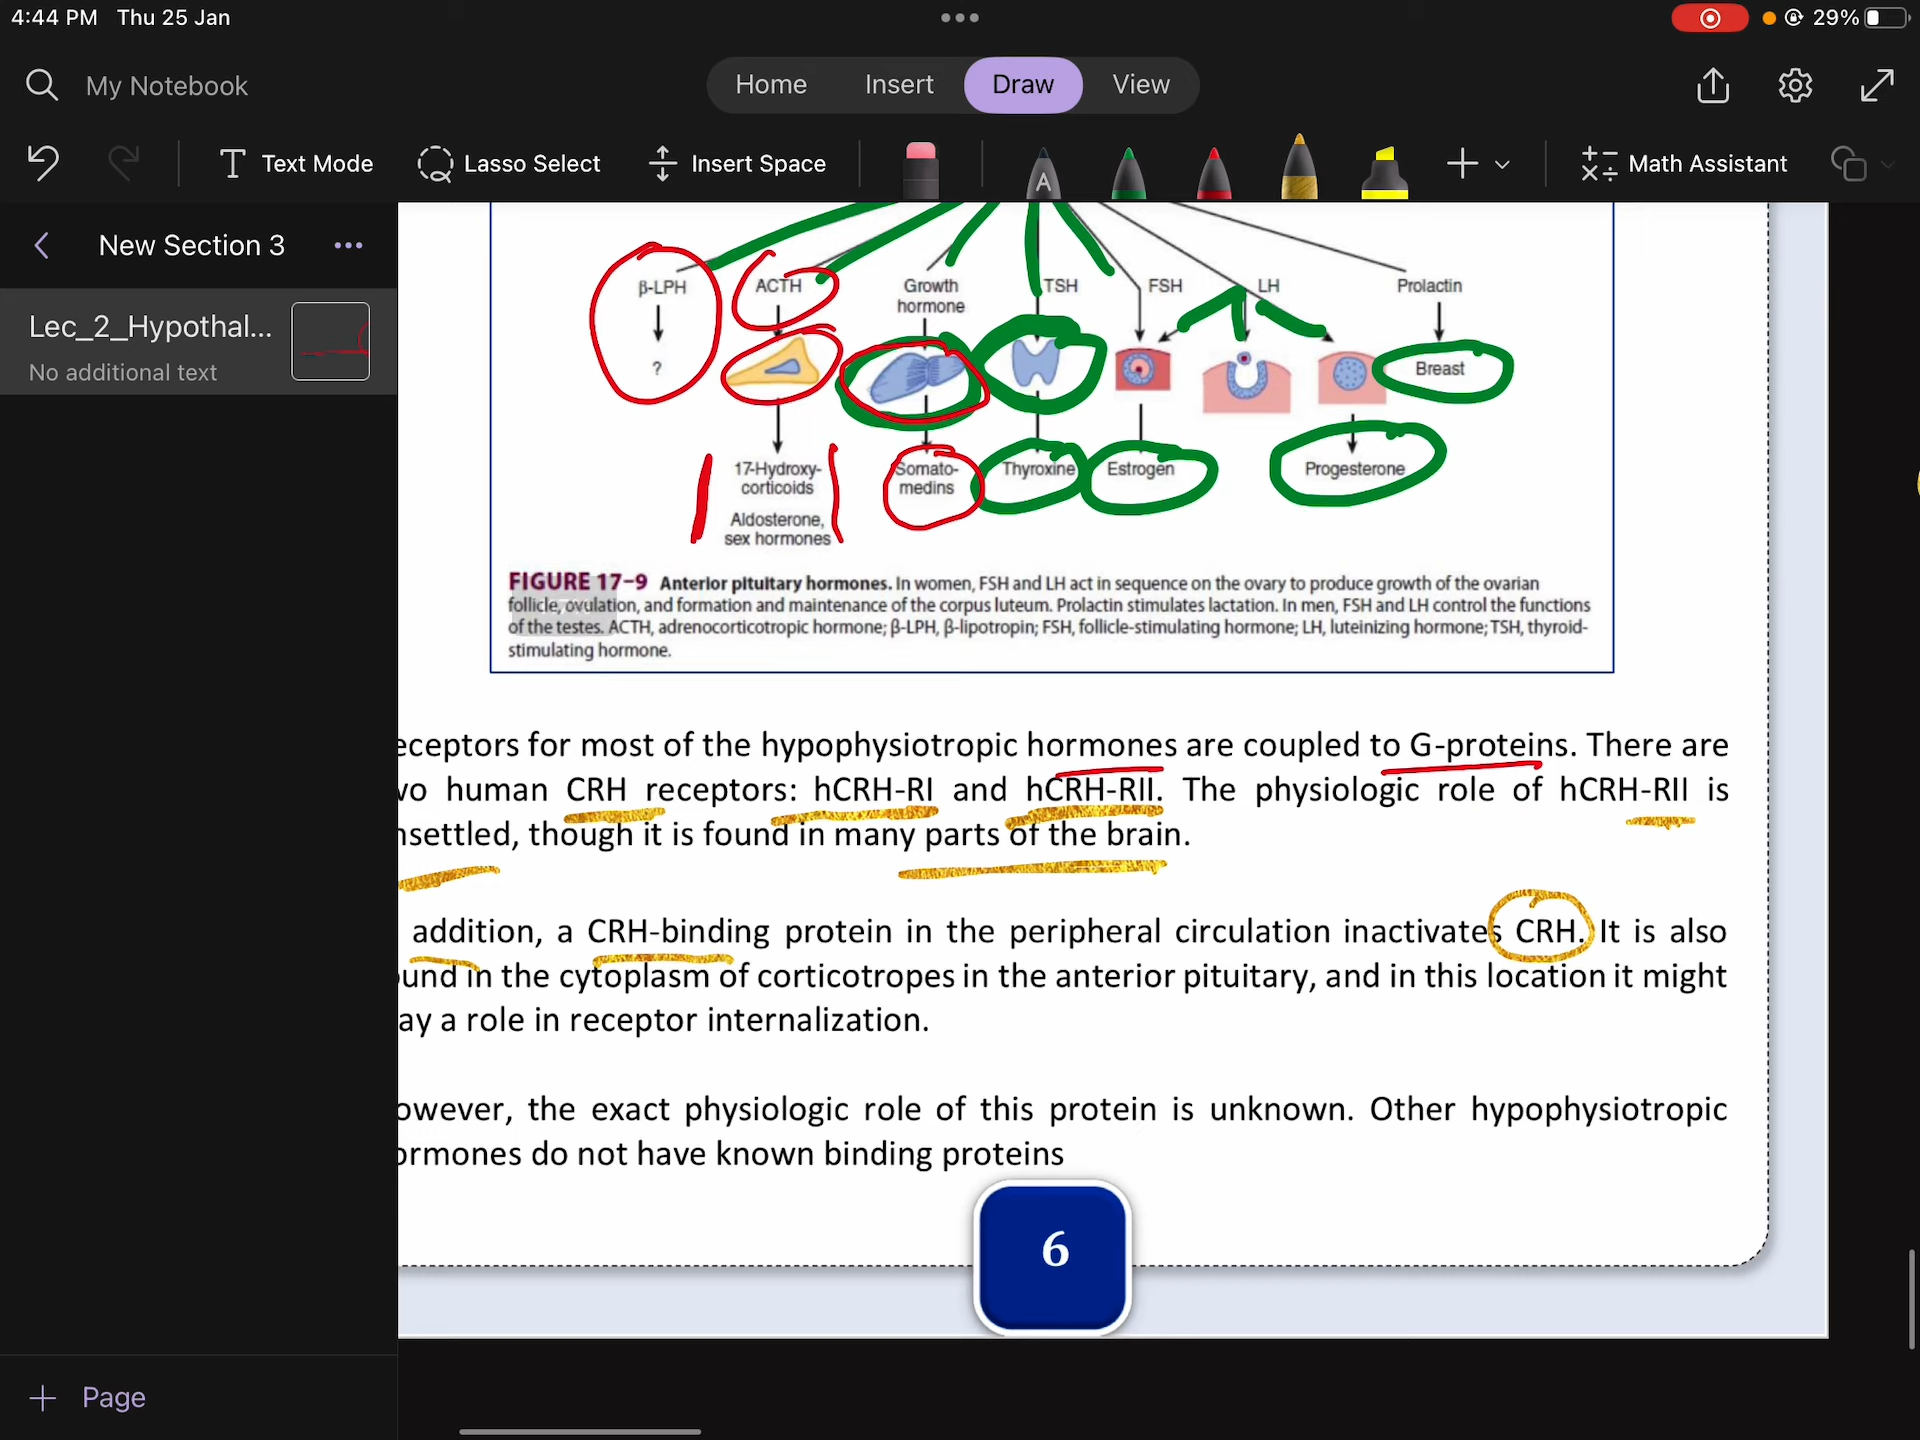 4:44 PM Thu 25 Jan
29%
My Notebook
Home Insert Draw View
Text Mode Lasso Select Insert Space A Math Assistant
New Section 3
Lec_2_Hypothal...
No additional text
Page
β-LPH ACTH Growth hormone TSH FSH LH Prolactin
? Breast
17-Hydroxy-
corticoids
Aldosterone,
sex hormones
Somato-
medins
Thyroxine
Estrogen
Progesterone
FIGURE 17–9 Anterior pituitary hormones. In women, FSH and LH act in sequence on the ovary to produce growth of the ovarian
follicle, ovulation, and formation and maintenance of the corpus luteum. Prolactin stimulates lactation. In men, FSH and LH control the functions
of the testes. ACTH, adrenocorticotropic hormone; β-LPH, β-lipotropin; FSH, follicle-stimulating hormone; LH, luteinizing hormone; TSH, thyroid-
stimulating hormone.
eceptors for most of the hypophysiotropic hormones are coupled to G-proteins. There are
vo human CRH receptors: hCRH-RI and hCRH-RII. The physiologic role of hCRH-RII is
nsettled, though it is found in many parts of the brain.
addition, a CRH-binding protein in the peripheral circulation inactivates CRH. It is also
und in the cytoplasm of corticotropes in the anterior pituitary, and in this location it might
ay a role in receptor internalization.
owever, the exact physiologic role of this protein is unknown. Other hypophysiotropic
ormones do not have known binding proteins
6